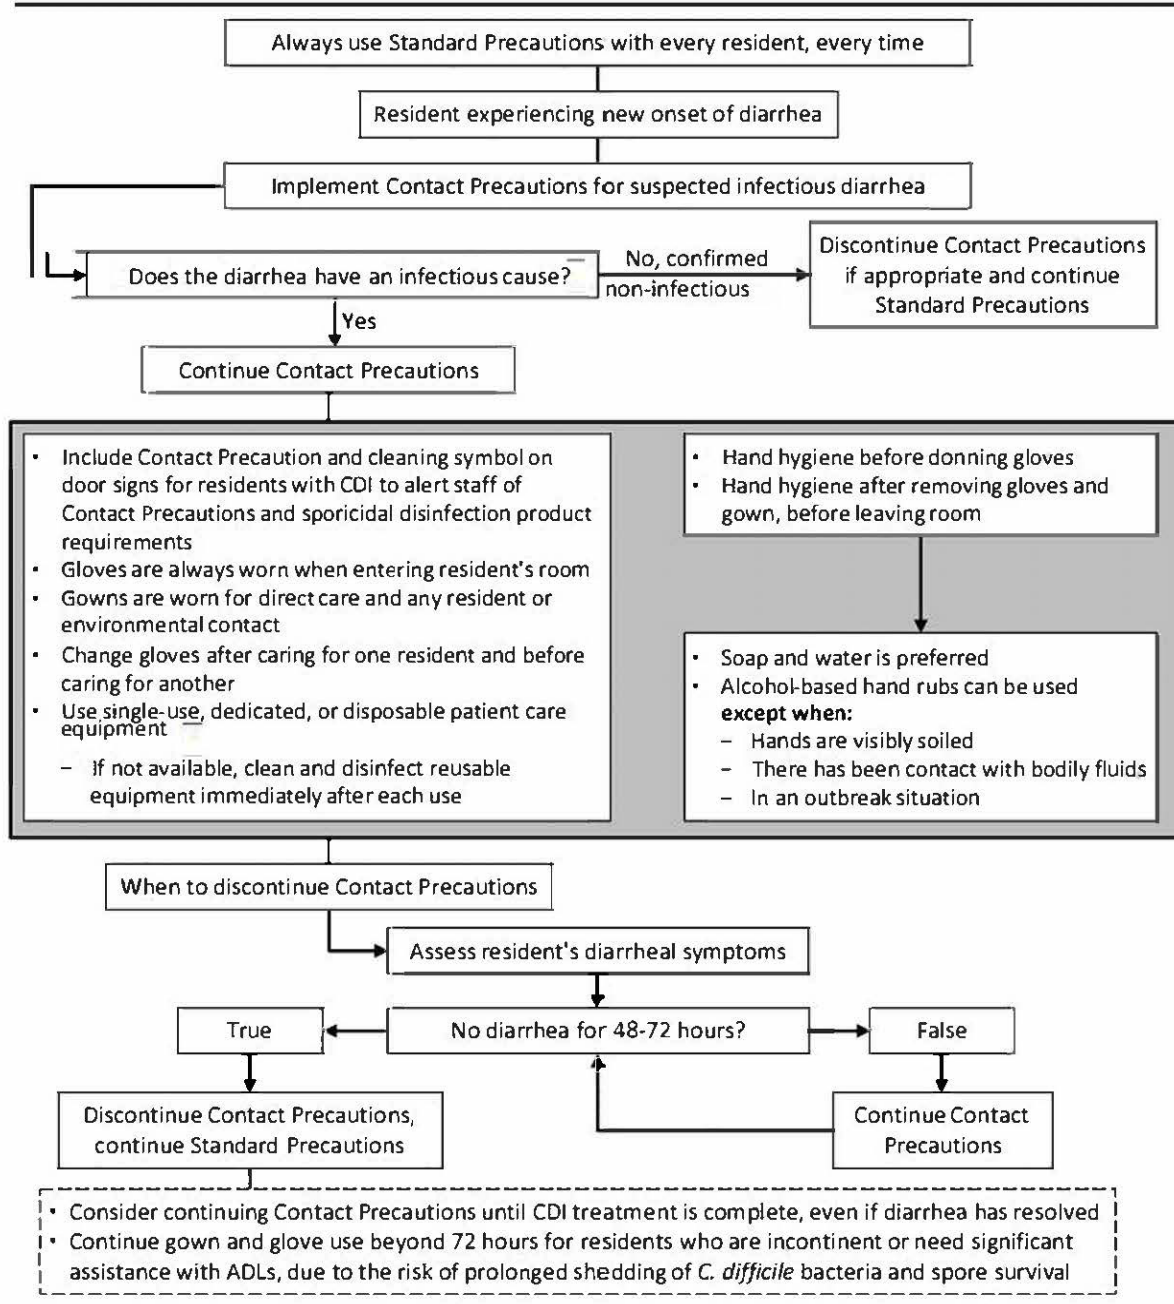 Always use Standard Precautions with every resident, every time
Resident experiencing new onset of diarrhea
Implement Contact Precautions for suspected infectious diarrhea
Does the diarrhea have an infectious cause?
No, confirmed
non-infectious
Discontinue Contact Precautions
if appropriate and continue
Standard Precautions
Yes
Continue Contact Precautions
• Include Contact Precaution and cleaning symbol on
door signs for residents with CDI to alert staff of
Contact Precautions and sporicidal disinfection product
requirements
• Gloves are always worn when entering resident's room
• Gowns are worn for direct care and any resident or
environmental contact
• Change gloves after caring for one resident and before
caring for another
• Use single-use, dedicated, or disposable patient care
equipment
– If not available, clean and disinfect reusable
equipment immediately after each use
• Hand hygiene before donning gloves
• Hand hygiene after removing gloves and
gown, before leaving room
• Soap and water is preferred
• Alcohol-based hand rubs can be used
except when:
– Hands are visibly soiled
– There has been contact with bodily fluids
– In an outbreak situation
When to discontinue Contact Precautions
Assess resident's diarrheal symptoms
No diarrhea for 48-72 hours?
True
False
Discontinue Contact Precautions,
continue Standard Precautions
Continue Contact
Precautions
• Consider continuing Contact Precautions until CDI treatment is complete, even if diarrhea has resolved
• Continue gown and glove use beyond 72 hours for residents who are incontinent or need significant
assistance with ADLs, due to the risk of prolonged shedding of C. difficile bacteria and spore survival